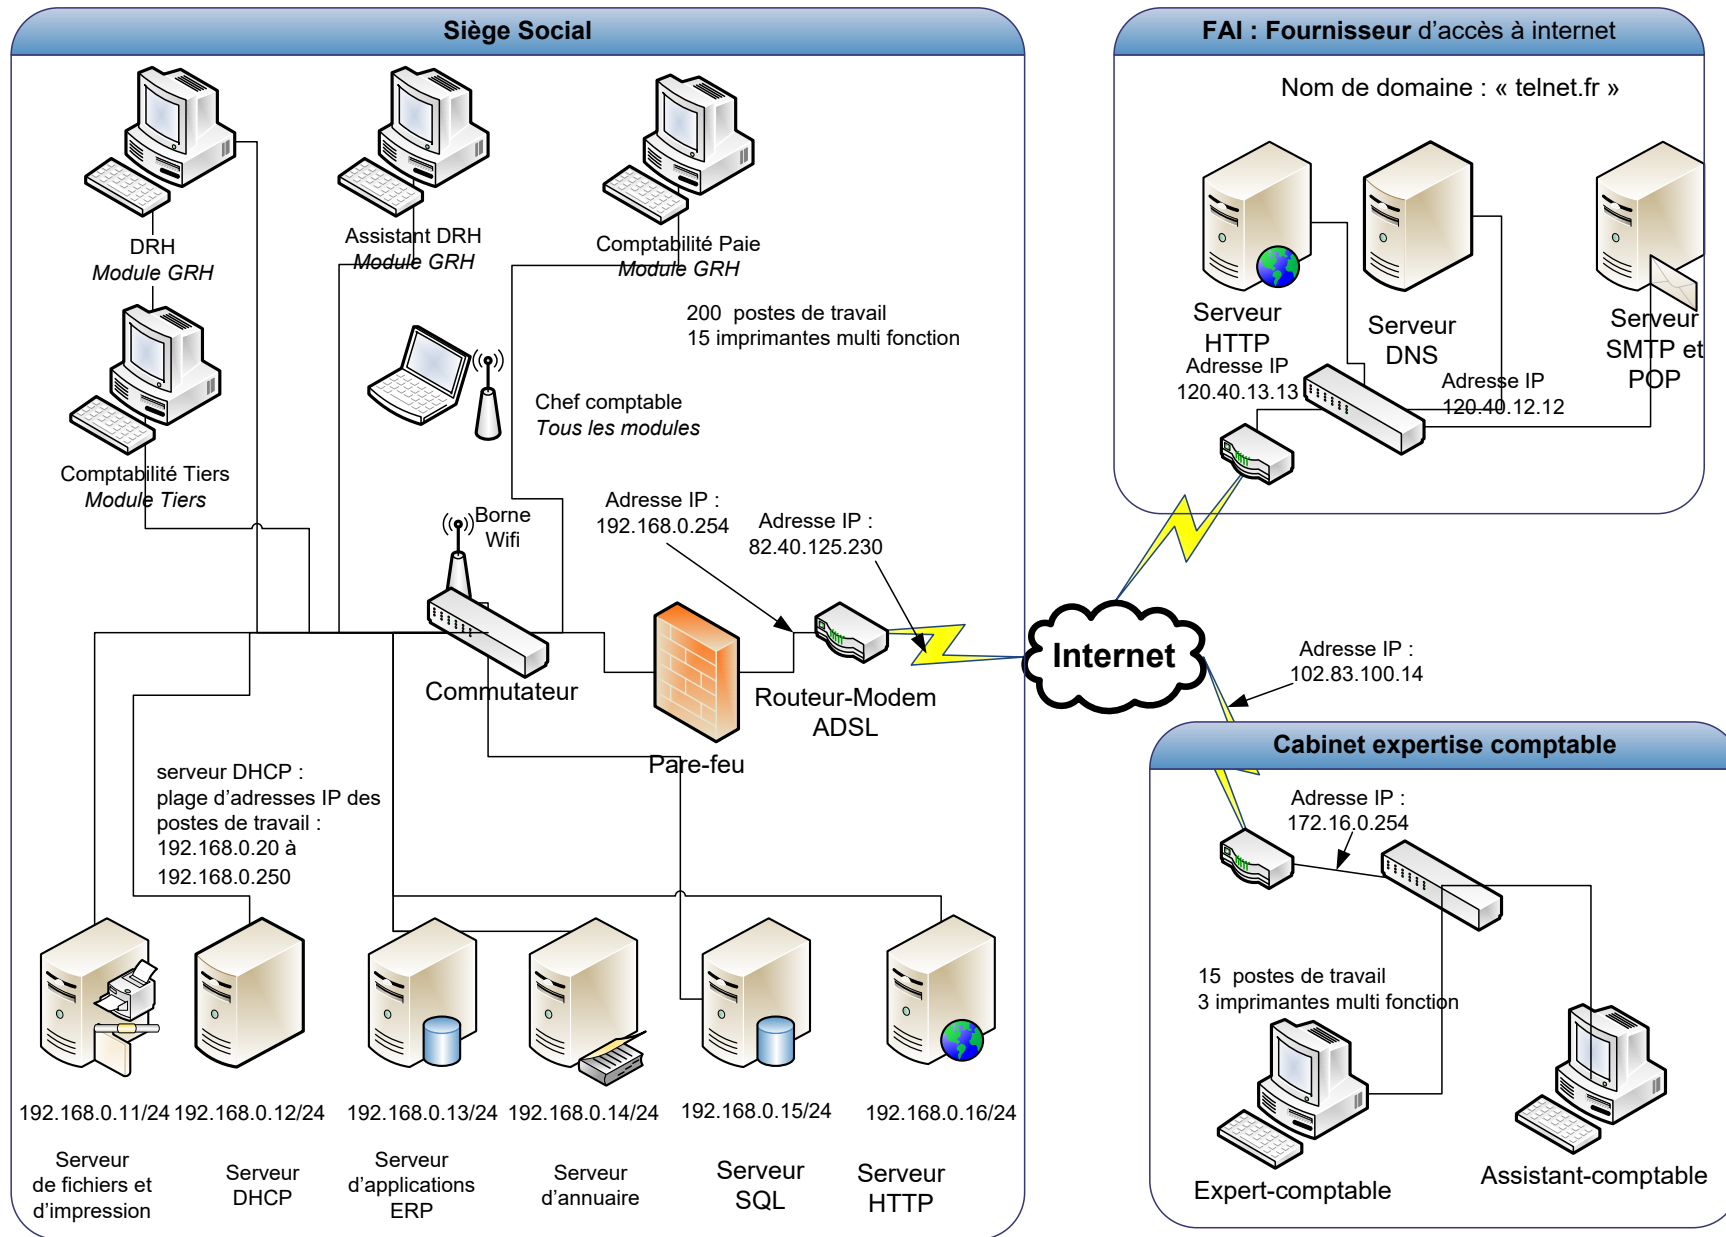 Siège Social
DRH
Module GRH
Assistant DRH
Module GRH
Comptabilité Paie
Module GRH
200 postes de travail
15 imprimantes multi fonction
Chef comptable
Tous les modules
Comptabilité Tiers
Module Tiers
Borne
Wifi
Adresse IP :
192.168.0.254
Adresse IP :
82.40.125.230
Commutateur
Pare-feu
Routeur-Modem
ADSL
serveur DHCP :
plage d'adresses IP des
postes de travail :
192.168.0.20 à
192.168.0.250
192.168.0.11/24
192.168.0.12/24
192.168.0.13/24
192.168.0.14/24
192.168.0.15/24
192.168.0.16/24
Serveur
de fichiers et
d'impression
Serveur
DHCP
Serveur
d'applications
ERP
Serveur
d'annuaire
Serveur
SQL
Serveur
HTTP
FAI : Fournisseur d'accès à internet
Nom de domaine : « telnet.fr »
Serveur
HTTP
Adresse IP
120.40.13.13
Serveur
DNS
Adresse IP
120.40.12.12
Serveur
SMTP et
POP
Internet
Adresse IP :
102.83.100.14
Cabinet expertise comptable
Adresse IP :
172.16.0.254
15 postes de travail
3 imprimantes multi fonction
Expert-comptable
Assistant-comptable